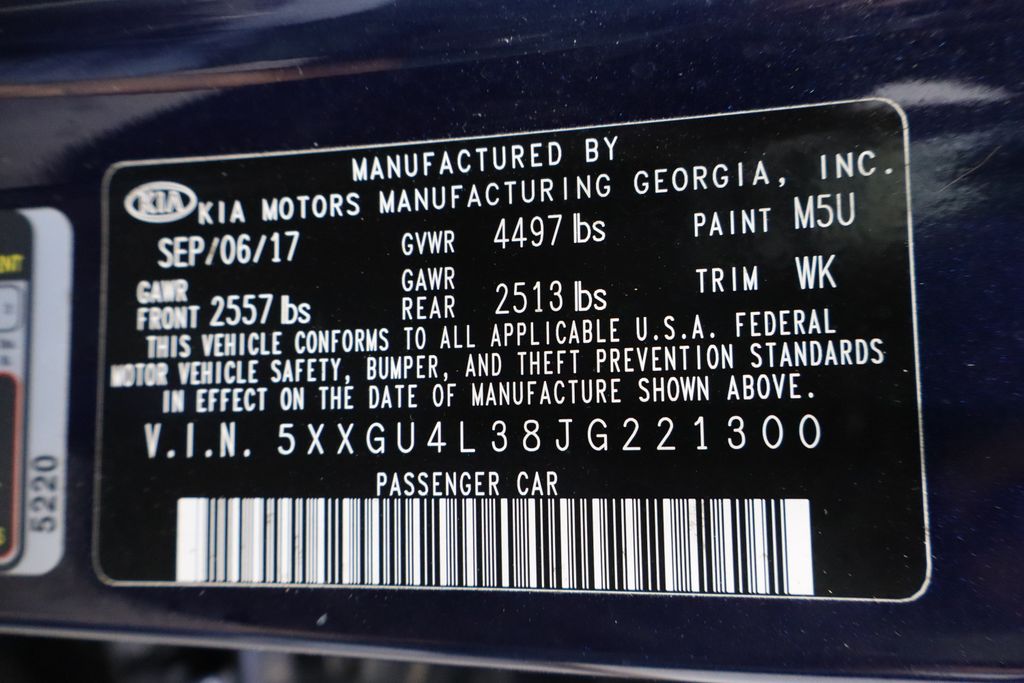 MANUFACTURED BY
KIA KIA MOTORS MANUFACTURING GEORGIA, INC.
SEP/06/17 GVWR 4497 lbs PAINT M5U
GAWR FRONT 2557 lbs GAWR REAR 2513 lbs TRIM WK
THIS VEHICLE CONFORMS TO ALL APPLICABLE U.S.A. FEDERAL
MOTOR VEHICLE SAFETY, BUMPER, AND THEFT PREVENTION STANDARDS
IN EFFECT ON THE DATE OF MANUFACTURE SHOWN ABOVE.
V.I.N. 5XXGU4L38JG221300
PASSENGER CAR
5220